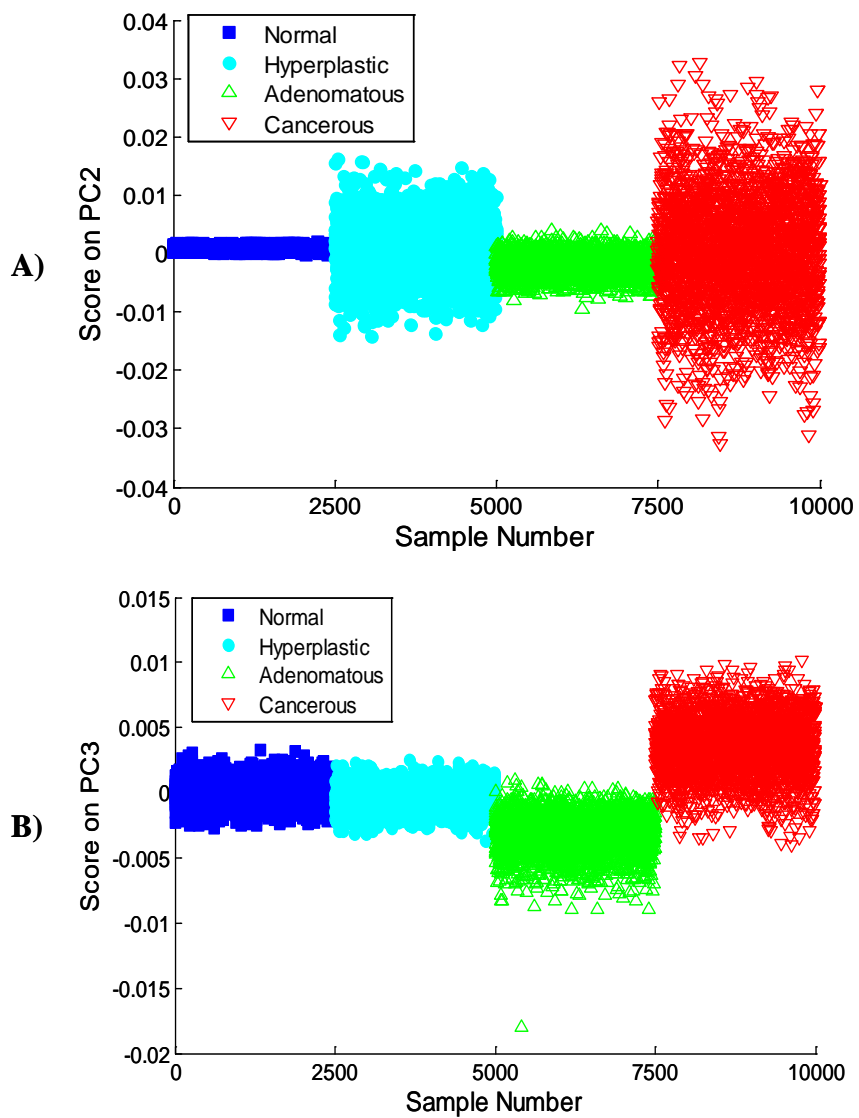 A)
Score on PC2
0.04
0.03
0.02
0.01
0
-0.01
-0.02
-0.03
-0.04
Normal
Hyperplastic
Adenomatous
Cancerous
0
2500
5000
7500
10000
Sample Number
B)
Score on PC3
0.015
0.01
0.005
0
-0.005
-0.01
-0.015
-0.02
Normal
Hyperplastic
Adenomatous
Cancerous
0
2500
5000
7500
10000
Sample Number